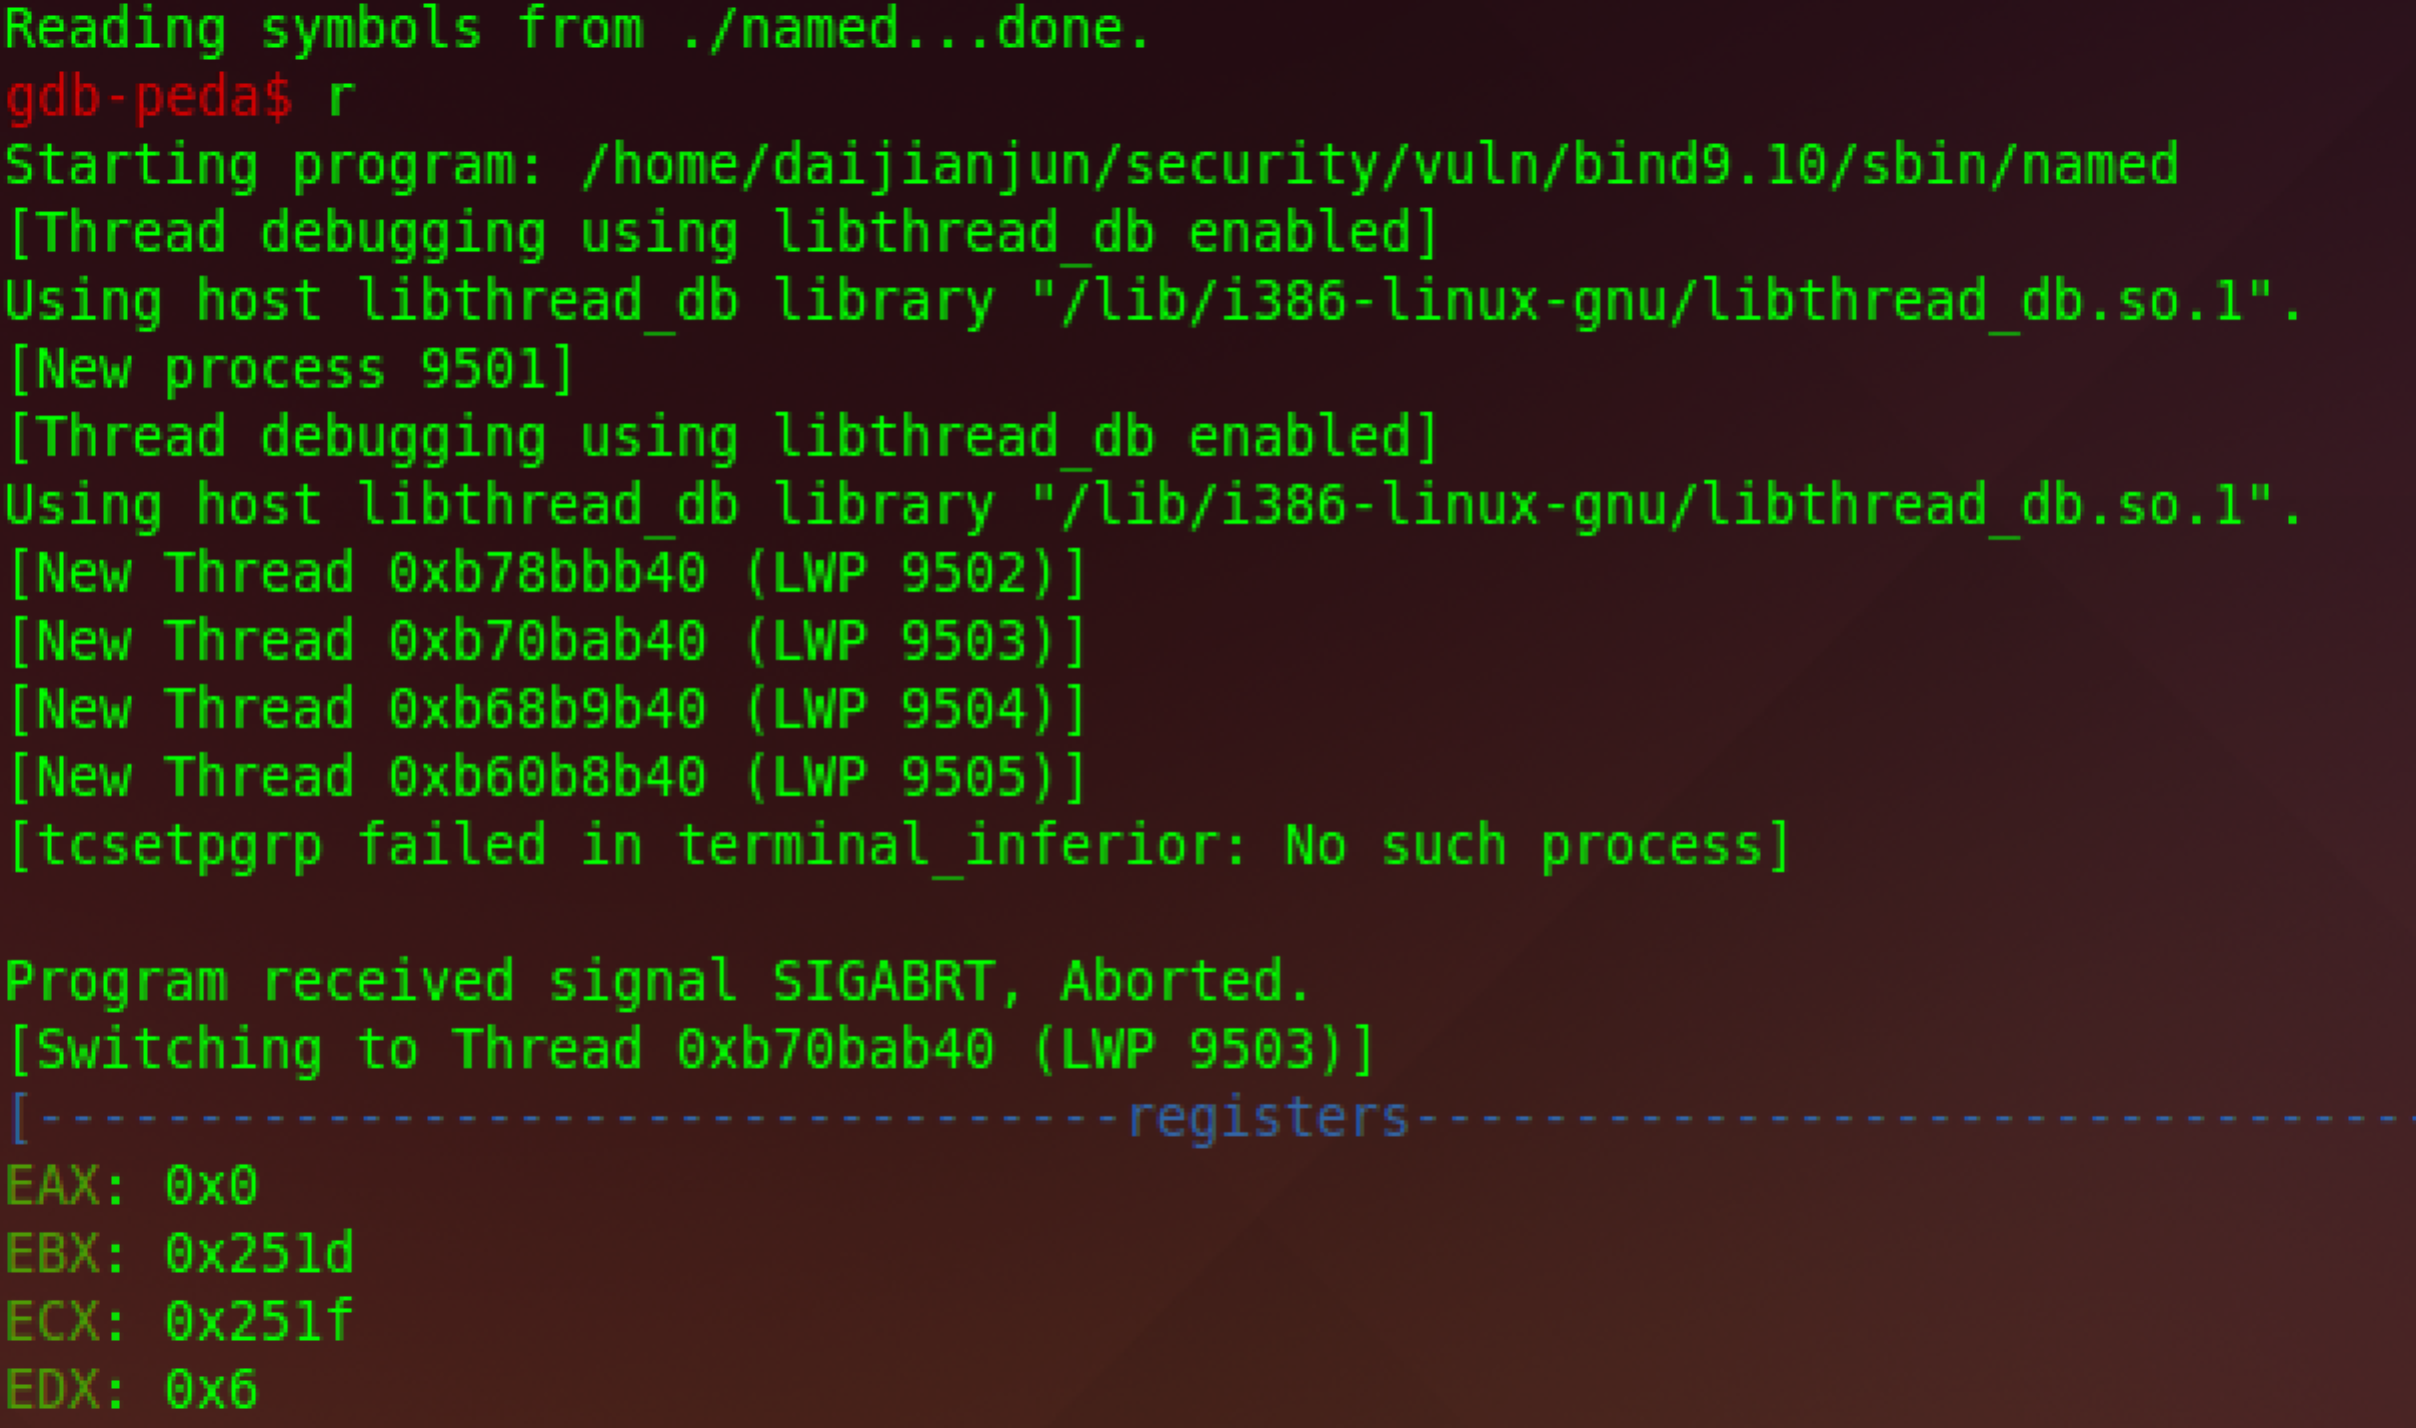 Reading symbols from ./named...done.
gdb-peda$ r
Starting program: /home/daijianjun/security/vuln/bind9.10/sbin/named
[Thread debugging using libthread_db enabled]
Using host libthread_db library "/lib/i386-linux-gnu/libthread_db.so.1".
[New process 9501]
[Thread debugging using libthread_db enabled]
Using host libthread_db library "/lib/i386-linux-gnu/libthread_db.so.1".
[New Thread 0xb78bbb40 (LWP 9502)]
[New Thread 0xb70bab40 (LWP 9503)]
[New Thread 0xb68b9b40 (LWP 9504)]
[New Thread 0xb60b8b40 (LWP 9505)]
[tcsetpgrp failed in terminal_inferior: No such process]
Program received signal SIGABRT, Aborted.
[Switching to Thread 0xb70bab40 (LWP 9503)]
[----------------------------------registers-------------------------------
EAX: 0x0
EBX: 0x251d
ECX: 0x251f
EDX: 0x6